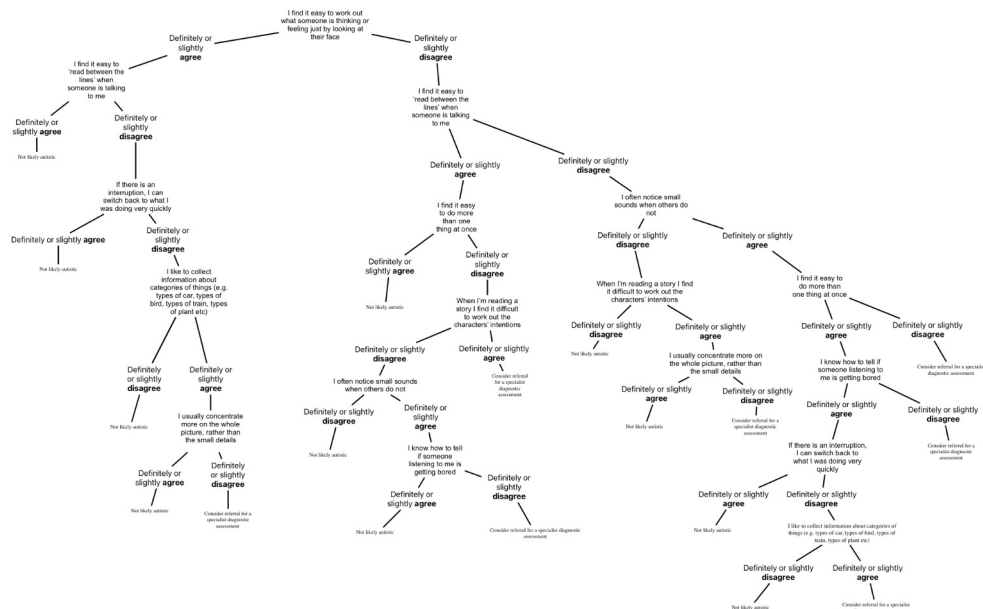 I find it easy to work out
what someone is thinking or
feeling just by looking at
their face
Definitely or
slightly
agree
Definitely or
slightly
disagree
I find it easy to
'read between the
lines' when
someone is talking
to me
Definitely or
slightly agree
Not likely autistic
Definitely or
slightly
disagree
If there is an
interruption, I can
switch back to what I
was doing very quickly
Definitely or slightly agree
Not likely autistic
Definitely or
slightly
disagree
I like to collect
information about
categories of things (e.g.
types of car, types of
bird, types of train, types
of plant etc)
Definitely
or slightly
disagree
Not likely autistic
Definitely or
slightly
agree
I usually concentrate
more on the whole
picture, rather than
the small details
Definitely or
slightly agree
Not likely autistic
Definitely
or slightly
disagree
Consider referral for a
specialist diagnostic
assessment
I find it easy to
'read between the
lines' when
someone is talking
to me
Definitely or slightly
agree
I find it easy
to do more
than one
thing at once
Definitely or
slightly agree
Not likely autistic
Definitely or
slightly
disagree
When I'm reading a
story I find it difficult
to work out the
characters' intentions
Definitely or slightly
disagree
Definitely or slightly
agree
Consider referral
for a specialist
diagnostic
assessment
I often notice small sounds
when others do not
Definitely or slightly
disagree
Not likely autistic
Definitely or
slightly
agree
I know how to tell
if someone
listening to me is
getting bored
Definitely or
slightly agree
Not likely autistic
Definitely or
slightly
disagree
Consider referral for a specialist diagnostic
assessment
Definitely or slightly
disagree
I often notice small
sounds when others do
not
Definitely or slightly
disagree
When I'm reading a story I find
it difficult to work out the
characters' intentions
Definitely or slightly
disagree
Not likely autistic
Definitely or
slightly
agree
I usually concentrate more on
the whole picture, rather than
the small details
Definitely or slightly
agree
Not likely autistic
Definitely or
slightly
disagree
Consider referral for a
specialist diagnostic
assessment
Definitely or slightly
agree
I find it easy to
do more than
one thing at once
Definitely or slightly
agree
Definitely or slightly
disagree
Consider referral for a specialist
diagnostic assessment
I know how to tell if
someone listening to
me is getting bored
Definitely or slightly
agree
Definitely or slightly
disagree
Consider referral for
a specialist diagnostic
assessment
If there is an interruption,
I can switch back to
what I was doing very
quickly
Definitely or slightly
agree
Not likely autistic
Definitely or slightly
disagree
I like to collect information about categories of
things (e.g. types of car, types of bird, types of
train, types of plant etc)
Definitely or slightly
disagree
Not likely autistic
Definitely or slightly
agree
Consider referral for a specialist